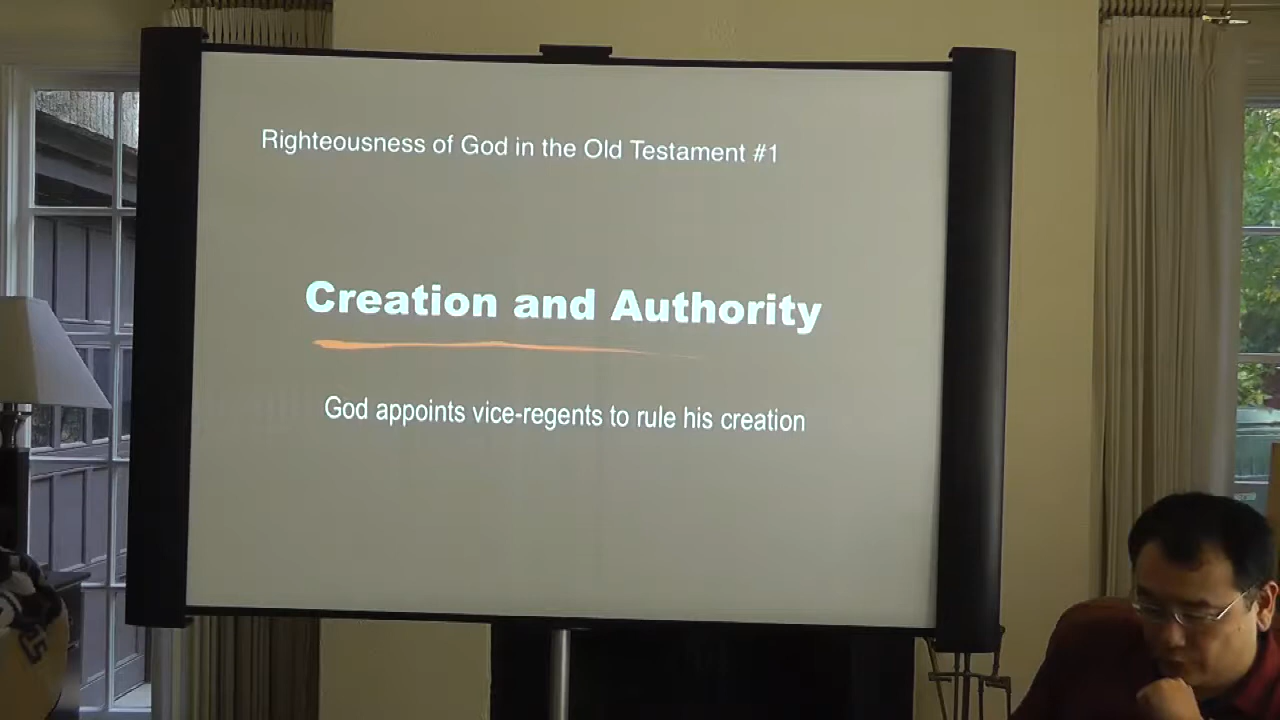 Righteousness of God in the Old Testament #1
Creation and Authority
God appoints vice-regents to rule his creation